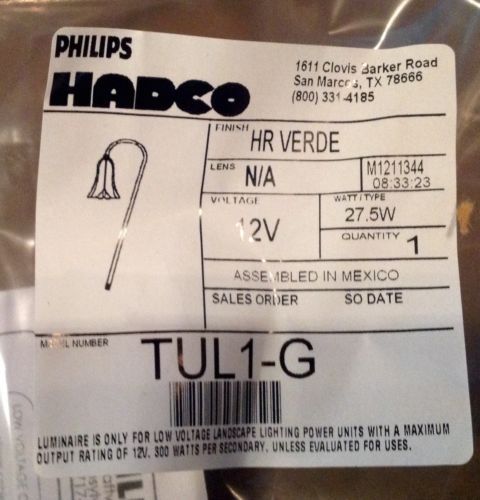 PHILIPS
HADCO
1611 Clovis Barker Road
San Marcos, TX 78666
(800) 331-4185
FINISH HR VERDE
LENS N/A
M1211344
08:33:23
VOLTAGE 12V
WATT/TYPE
27.5W
QUANTITY 1
ASSEMBLED IN MEXICO
SALES ORDER SO DATE
MODEL NUMBER
TUL1-G
LUMINAIRE IS ONLY FOR LOW VOLTAGE LANDSCAPE LIGHTING POWER UNITS WITH A MAXIMUM
OUTPUT RATING OF 12V, 300 WATTS PER SECONDARY, UNLESS EVALUATED FOR USES.
LOW VOLTAGE